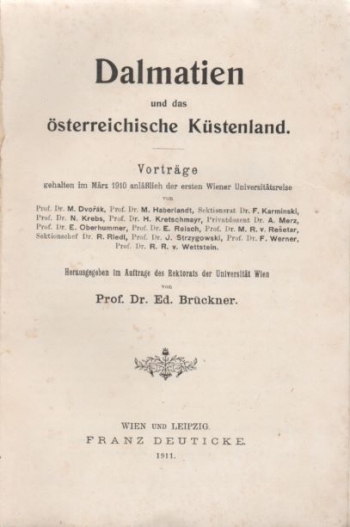 Dalmatien
und das
österreichische Küstenland.
Vorträge
gehalten im März 1910 anläßlich der ersten Wiener Universitätsreise
von
Prof. Dr. M. Dvořák, Prof. Dr. M. Haberlandt, Sektionsrat Dr. F. Karminski,
Prof. Dr. N. Krebs, Prof. Dr. H. Kretschmayr, Privatdozent Dr. A. Merz,
Prof. Dr. E. Oberhummer, Prof. Dr. E. Reisch, Prof. Dr. M. R. v. Rešetar,
Sektionschef Dr. R. Riedl, Prof. Dr. J. Strzygowski, Prof. Dr. F. Werner,
Prof. Dr. R. R. v. Wettstein.
Herausgegeben im Auftrage des Rektorats der Universität Wien
von
Prof. Dr. Ed. Brückner.
WIEN UND LEIPZIG.
FRANZ DEUTICKE.
1911.